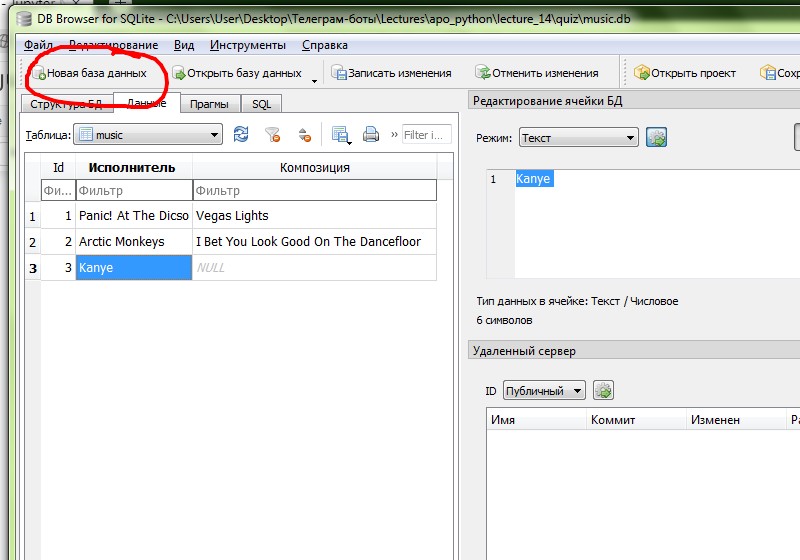 DB Browser for SQLite - C:\Users\User\Desktop\Телеграм-боты\Lectures\apo_python\lecture_14\quiz\music.db
Файл Редактирование Вид Инструменты Справка
Новая база данных Открыть базу данных Записать изменения Отменить изменения Открыть проект Сохр
Структура БД Данные Прагмы SQL
Таблица: music » Filter i...
Id Исполнитель Композиция
Фи... Фильтр Фильтр
1 1 Panic! At The Dicso Vegas Lights
2 2 Arctic Monkeys I Bet You Look Good On The Dancefloor
3 3 Kanye NULL
Редактирование ячейки БД
Режим: Текст
1 Kanye
Тип данных в ячейке: Текст / Числовое
6 символов
Удаленный сервер
ID Публичный
Имя Коммит Изменен Ра